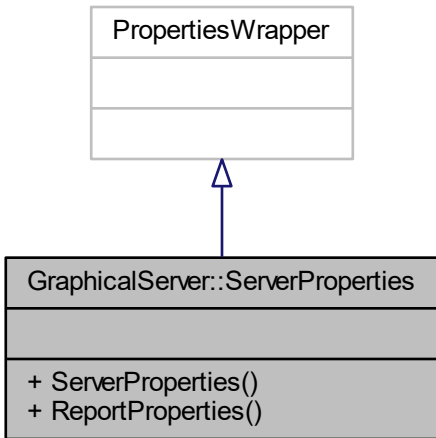 PropertiesWrapper
GraphicalServer::ServerProperties
+ ServerProperties()
+ ReportProperties()